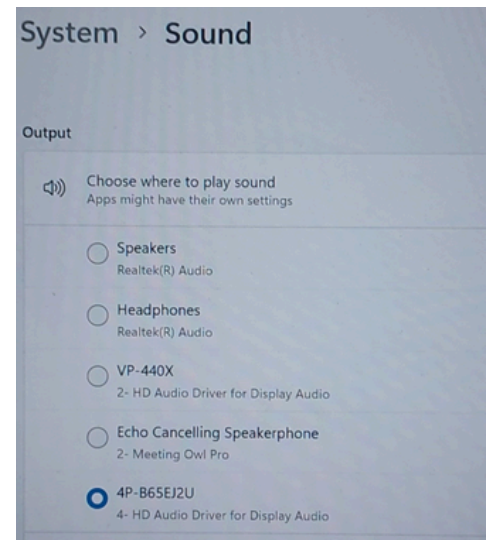 System > Sound
Output
Choose where to play sound
Apps might have their own settings
Speakers
Realtek(R) Audio
Headphones
Realtek(R) Audio
VP-440X
2- HD Audio Driver for Display Audio
Echo Cancelling Speakerphone
2- Meeting Owl Pro
4P-B65EJ2U
4- HD Audio Driver for Display Audio